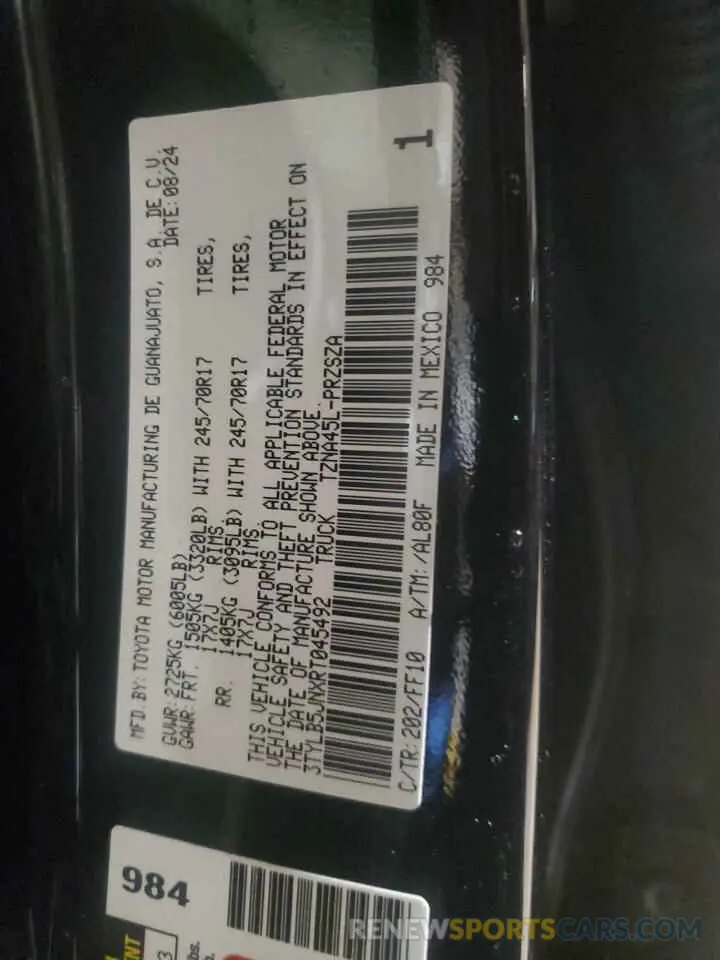 MFD. BY: TOYOTA MOTOR MANUFACTURING DE GUANAJUATO, S.A. DE C.V.
DATE: 08/24
GVWR: 2725KG (6005LB)
GAWR: FRT. 1505KG (3320LB) WITH 245/70R17 TIRES,
17X7J RIMS
RR. 1405KG (3095LB) WITH 245/70R17 TIRES,
17X7J RIMS
THIS VEHICLE CONFORMS TO ALL APPLICABLE FEDERAL MOTOR
VEHICLE SAFETY AND THEFT PREVENTION STANDARDS IN EFFECT ON
THE DATE OF MANUFACTURE SHOWN ABOVE.
3TYLB5JNXRT045492 TRUCK TZNA45L-PRZSZA
1
C/TR: 202/FF10 A/TM: /AL80F MADE IN MEXICO 984
984
RENEWSPORTSCARS.COM